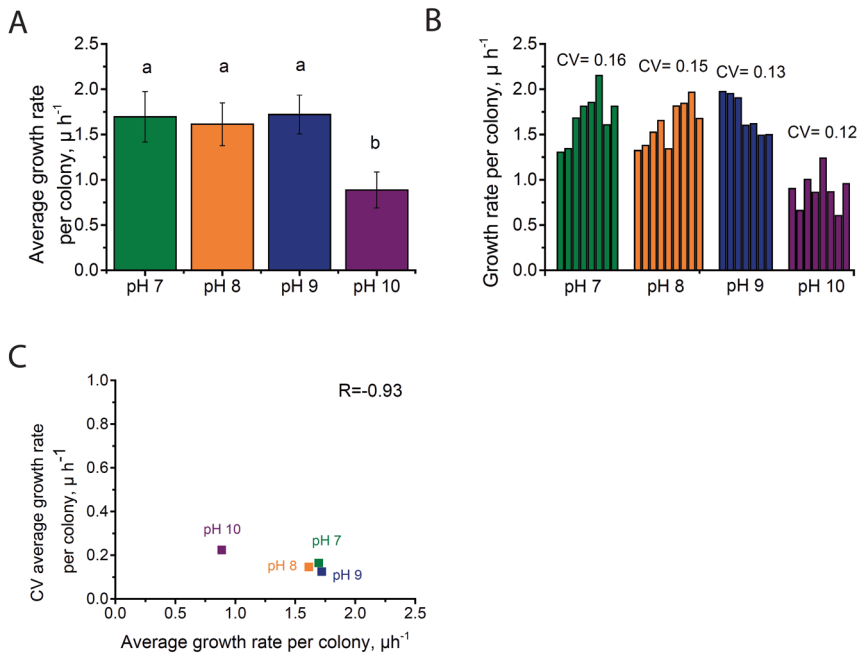 A
Average growth rate
per colony, µ h-1
2.5
2.0
1.5
1.0
0.5
0.0
a
a
a
b
pH 7
pH 8
pH 9
pH 10
B
Growth rate per colony, µ h-1
2.5
2.0
1.5
1.0
0.5
0.0
CV= 0.16
CV= 0.15
CV= 0.13
CV= 0.12
pH 7
pH 8
pH 9
pH 10
C
CV average growth rate
per colony, µ h-1
1.0
0.8
0.6
0.4
0.2
0.0
R=-0.93
pH 10
pH 7
pH 8
pH 9
0.0
0.5
1.0
1.5
2.0
2.5
Average growth rate per colony, µh-1